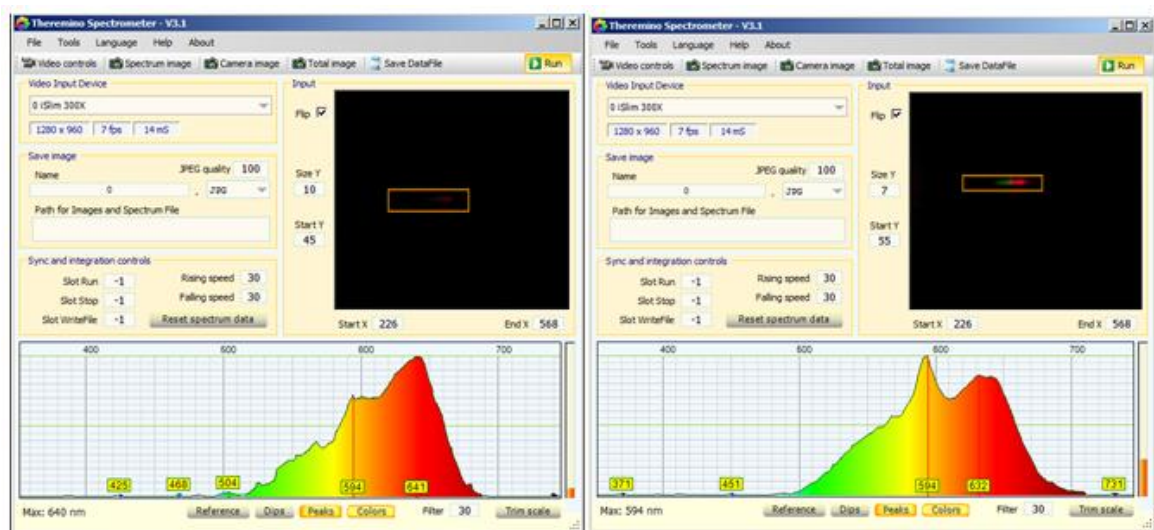 Theremino Spectrometer - V3.1
File Tools Language Help About
Video controls Spectrum image Camera image Total image Save DataFile Run
Video Input Device
0 iSlim 300X
1280 x 960 7 fps 14 mS
Save image
Name JPEG quality 100
0 . JPG
Path for Images and Spectrum File
Sync and integration controls
Slot Run -1 Rising speed 30
Slot Stop -1 Falling speed 30
Slot WriteFile -1 Reset spectrum data
Input
Flip
Size Y
10
Start Y
45
Start X 226 End X 568
400 500 600 700
425 468 504 594 641
Max: 640 nm Reference Dips Peaks Colors Filter 30 Trim scale
Theremino Spectrometer - V3.1
File Tools Language Help About
Video controls Spectrum image Camera image Total image Save DataFile Run
Video Input Device
0 iSlim 300X
1280 x 960 7 fps 14 mS
Save image
Name JPEG quality 100
0 . JPG
Path for Images and Spectrum File
Sync and integration controls
Slot Run -1 Rising speed 30
Slot Stop -1 Falling speed 30
Slot WriteFile -1 Reset spectrum data
Input
Flip
Size Y
7
Start Y
55
Start X 226 End X 568
400 500 600 700
371 451 594 632 731
Max: 594 nm Reference Dips Peaks Colors Filter 30 Trim scale